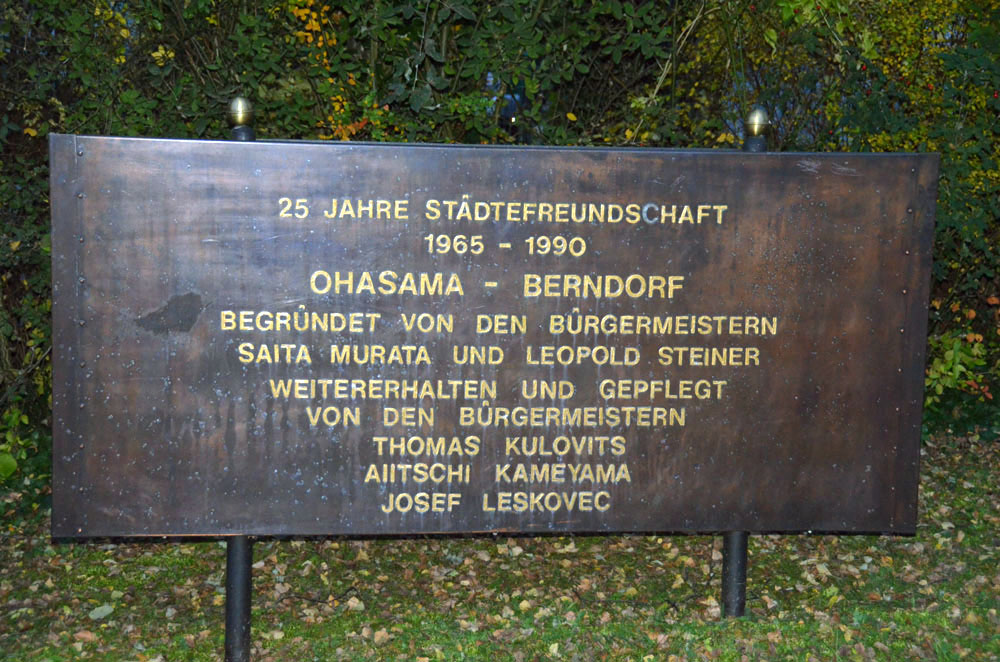 25 JAHRE STÄDTEFREUNDSCHAFT
1965 - 1990
OHASAMA - BERNDORF
BEGRÜNDET VON DEN BÜRGERMEISTERN
SAITA MURATA UND LEOPOLD STEINER
WEITERERHALTEN UND GEPFLEGT
VON DEN BÜRGERMEISTERN
THOMAS KULOVITS
AIITSCHI KAMEYAMA
JOSEF LESKOVEC